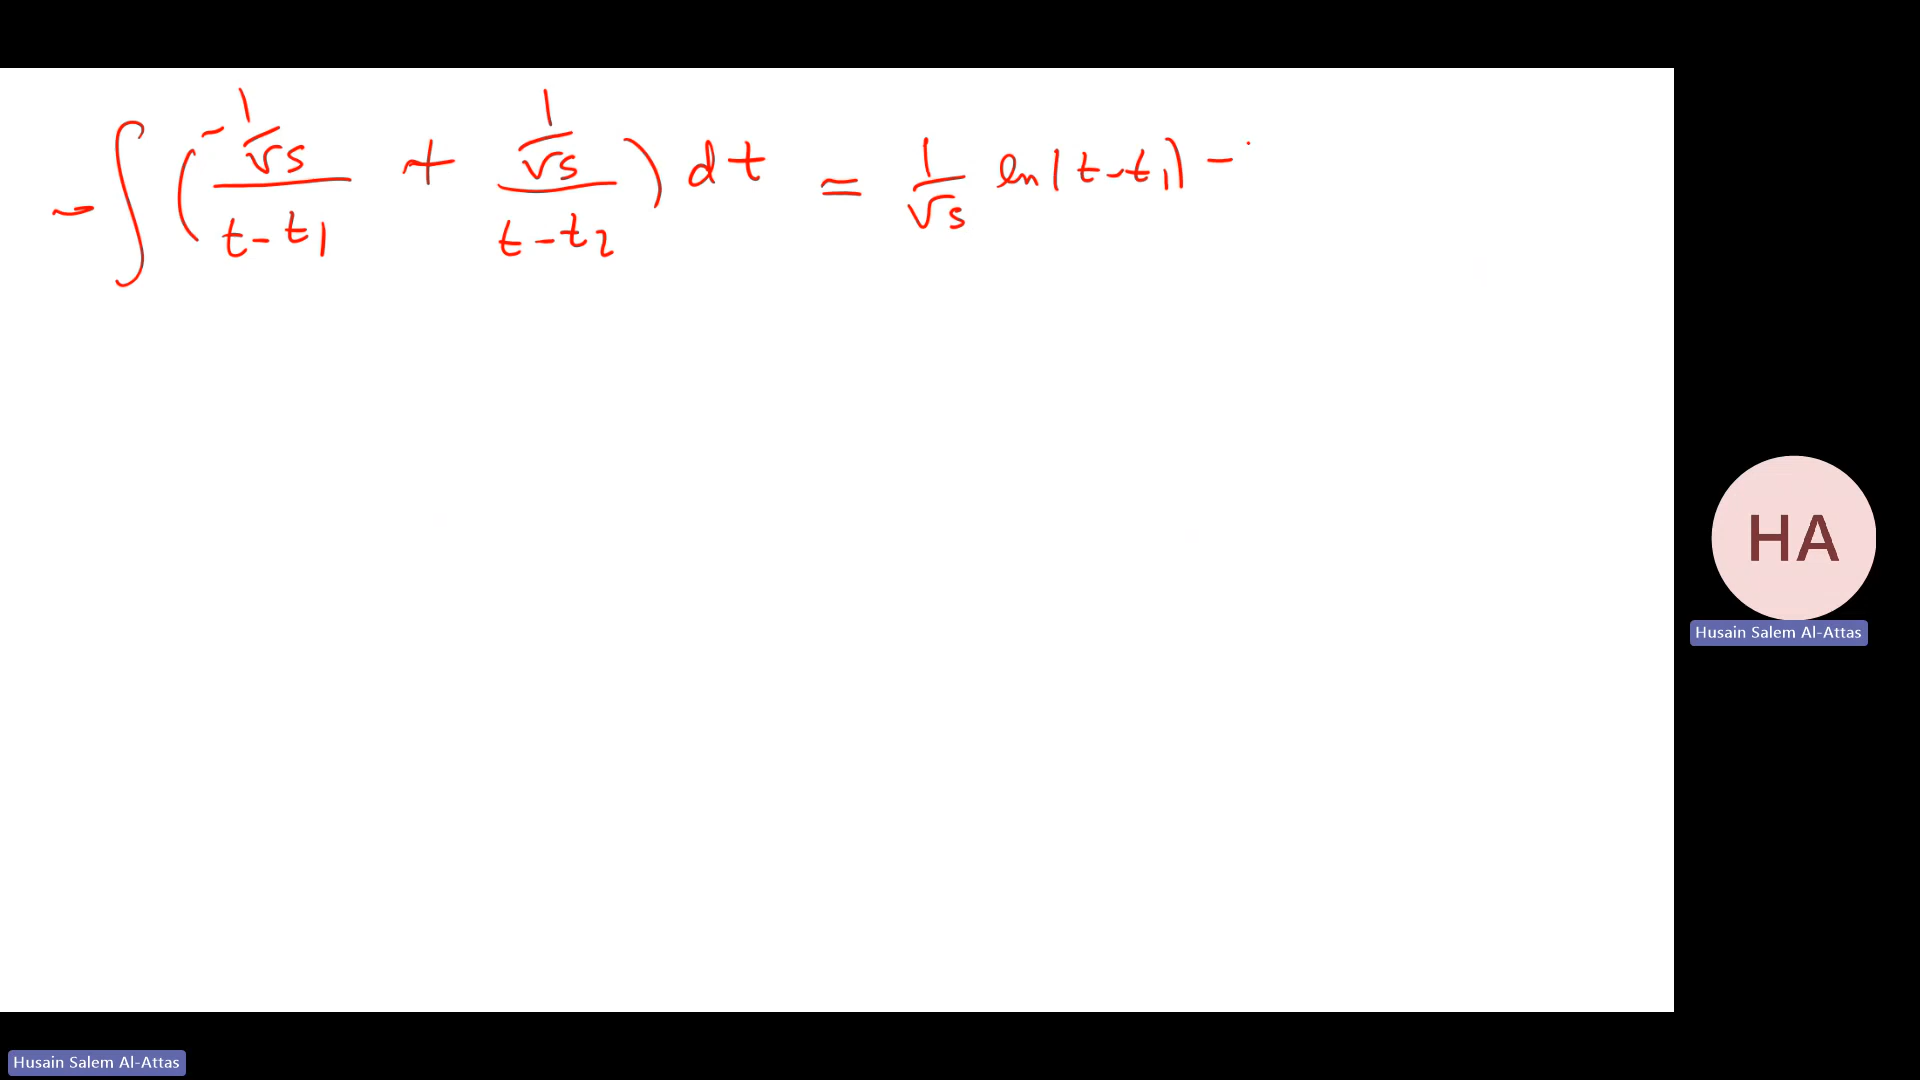 -∫(-1/√s/t-t1 + 1/√s/t-t2)dt = 1/√s ln|t-t1| -
HA
Husain Salem Al-Attas
Husain Salem Al-Attas